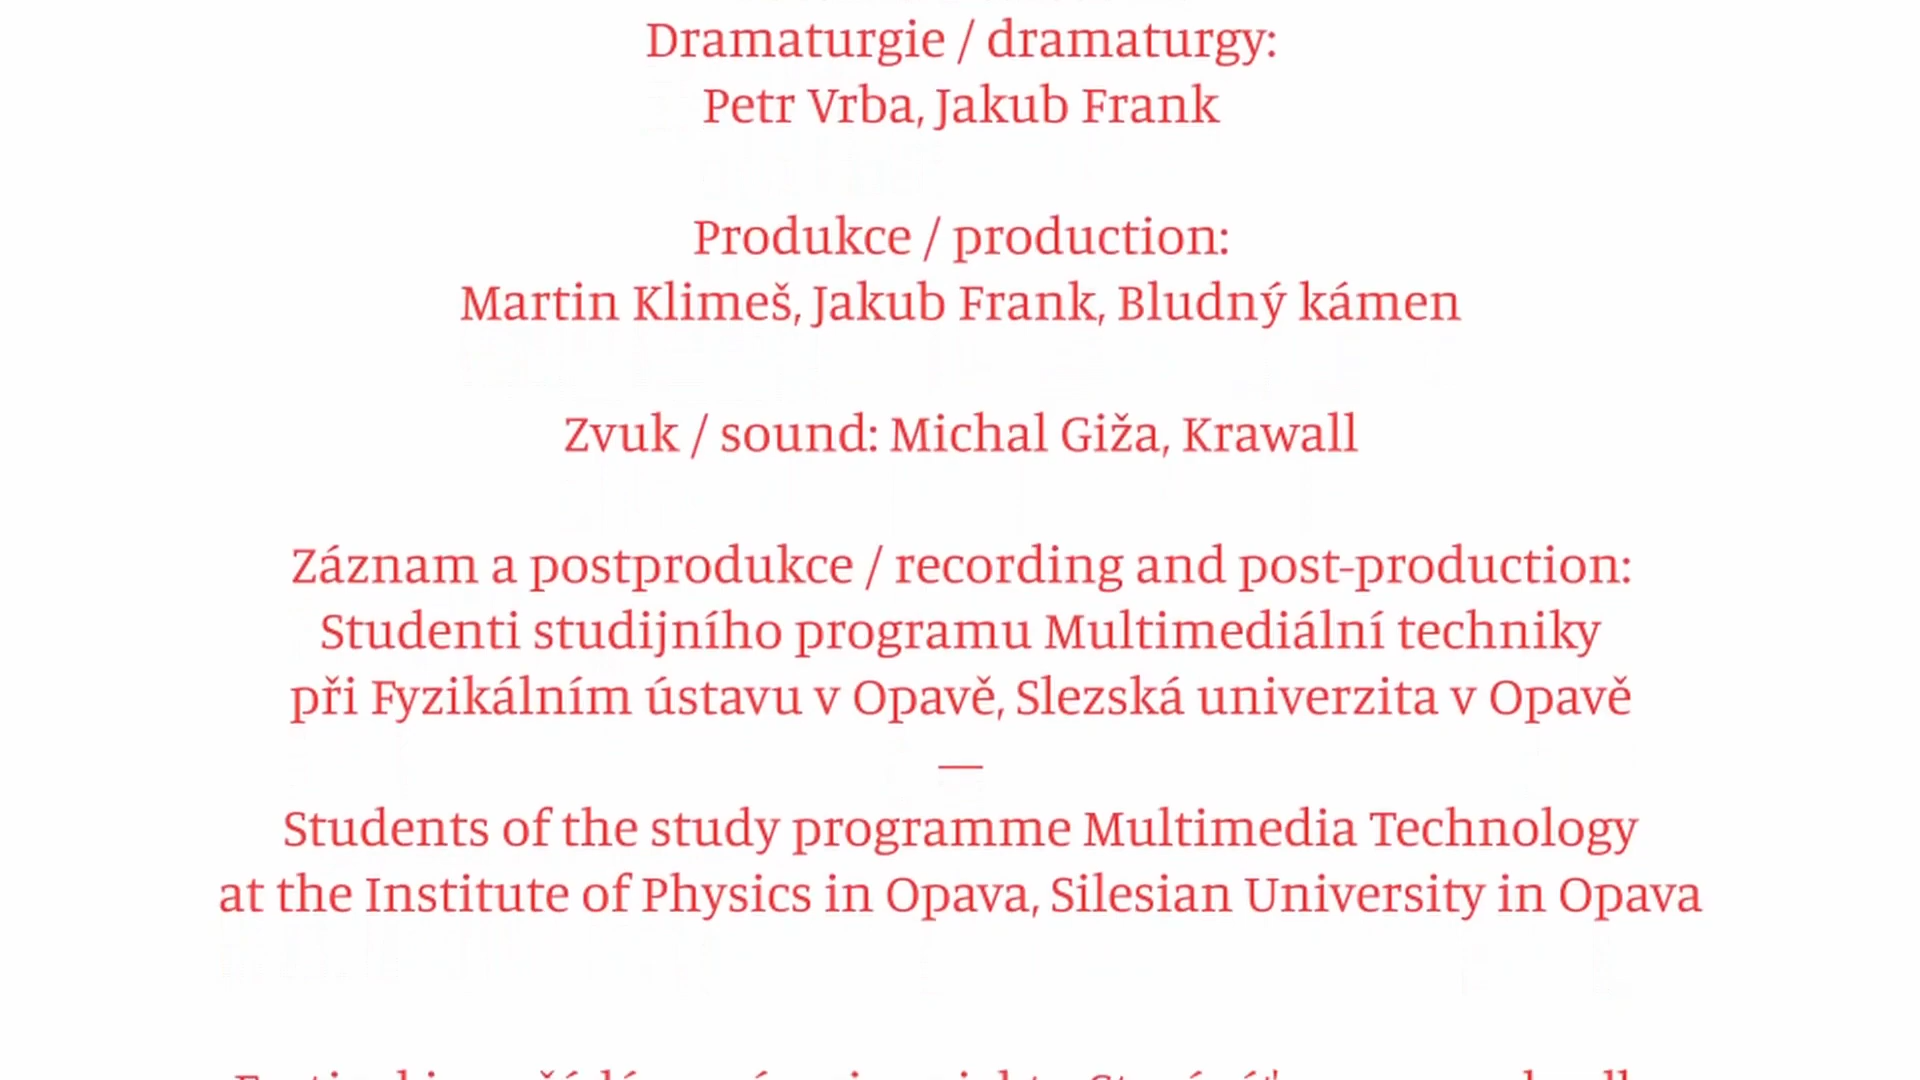 Dramaturgie / dramaturgy:
Petr Vrba, Jakub Frank
Produkce / production:
Martin Klimeš, Jakub Frank, Bludný kámen
Zvuk / sound: Michal Giža, Krawall
Záznam a postprodukce / recording and post-production:
Studenti studijního programu Multimediální techniky
při Fyzikálním ústavu v Opavě, Slezská univerzita v Opavě
—
Students of the study programme Multimedia Technology
at the Institute of Physics in Opava, Silesian University in Opava